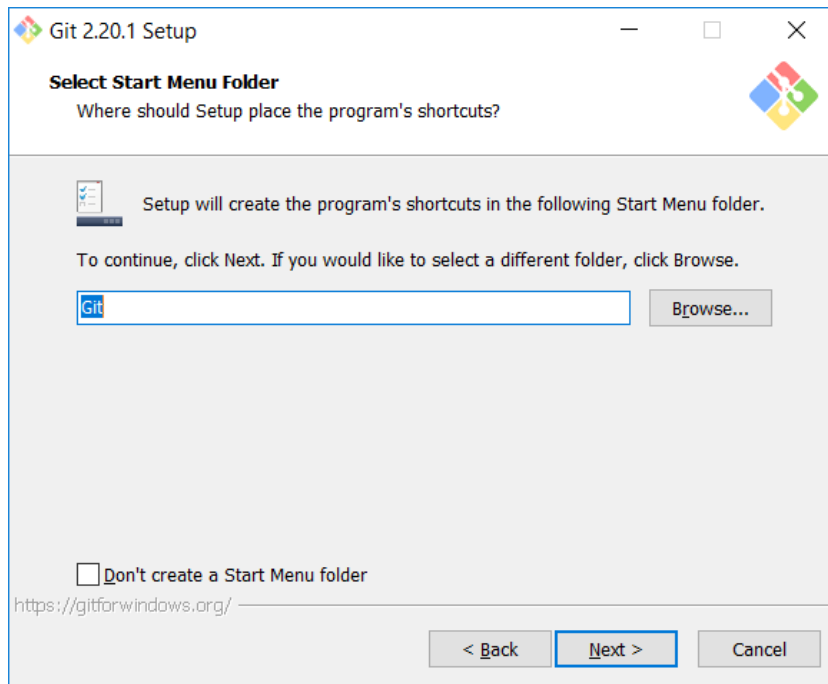 Git 2.20.1 Setup
Select Start Menu Folder
Where should Setup place the program's shortcuts?
Setup will create the program's shortcuts in the following Start Menu folder.
To continue, click Next. If you would like to select a different folder, click Browse.
Git
Browse...
Don't create a Start Menu folder
https://gitforwindows.org/
< Back
Next >
Cancel